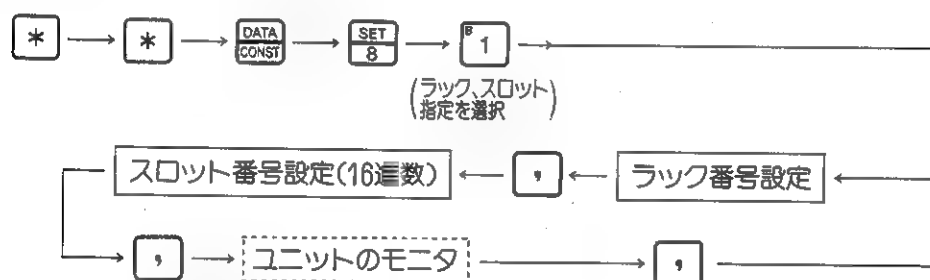 *
*
DATA
CONST
SET
8
B
1
(ラック、スロット
指定を選択)
ラック番号設定
,
スロット番号設定(16進数)
,
ユニットのモニタ
,